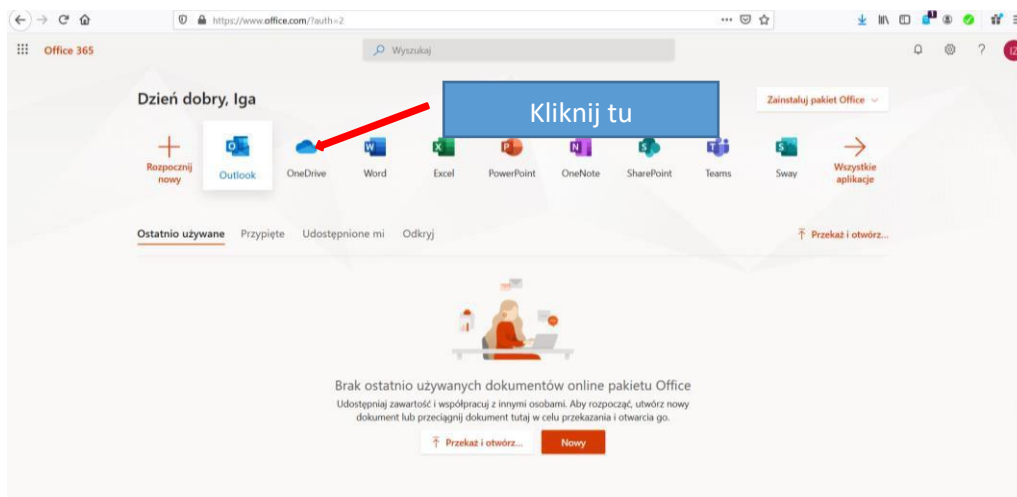 https://www.office.com/?auth=2
Office 365
Wyszukaj
?
IZ
Dzień dobry, Iga
Kliknij tu
Zainstaluj pakiet Office
Rozpocznij
nowy
Outlook
OneDrive
Word
Excel
PowerPoint
OneNote
SharePoint
Teams
Sway
Wszystkie
aplikacje
Ostatnio używane Przypięte Udostępnione mi Odkryj
Przekaż i otwórz...
Brak ostatnio używanych dokumentów online pakietu Office
Udostępniaj zawartość i współpracuj z innymi osobami. Aby rozpocząć, utwórz nowy
dokument lub przeciągnij dokument tutaj w celu przekazania i otwarcia go.
Przekaż i otwórz...
Nowy